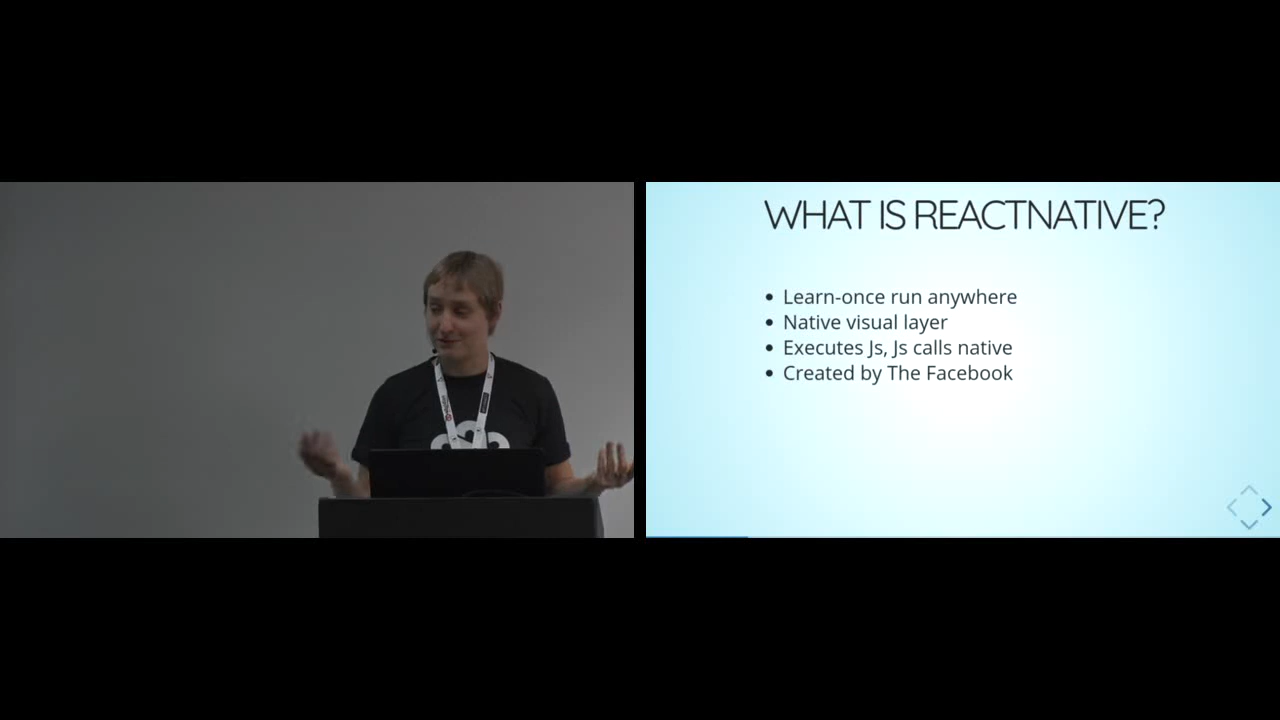 WHAT IS REACTNATIVE?
Learn-once run anywhere
Native visual layer
Executes Js, Js calls native
Created by The Facebook